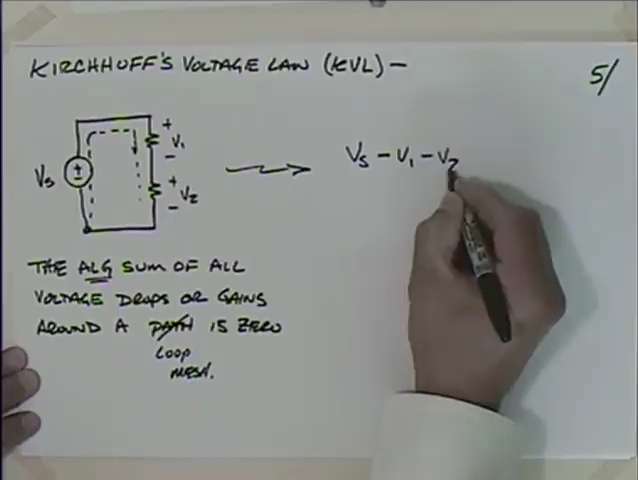 KIRCHHOFF'S VOLTAGE LAW (KVL) —
5/
+
V1
−
Vs
±
+
V2
−
Vs − V1 − V2
THE ALG SUM OF ALL
VOLTAGE DROPS OR GAINS
AROUND A PATH IS ZERO
LOOP
MESH.